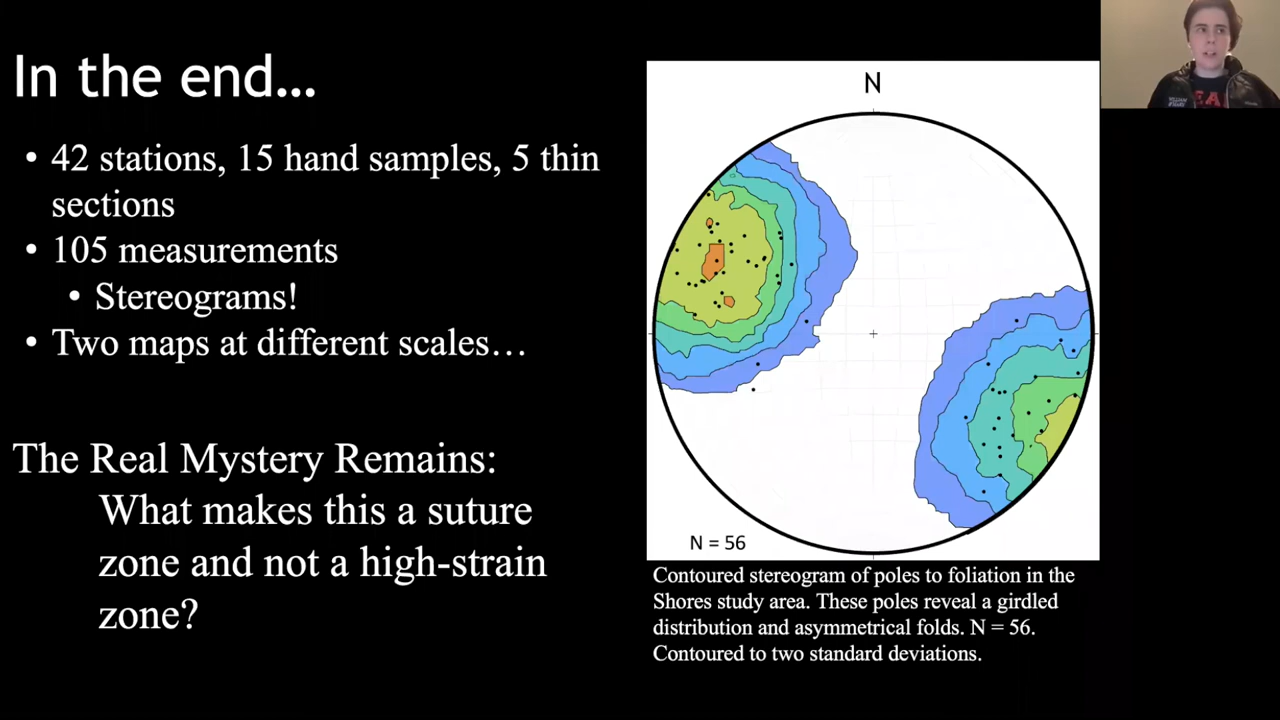 In the end…
• 42 stations, 15 hand samples, 5 thin
sections
• 105 measurements
• Stereograms!
• Two maps at different scales…
The Real Mystery Remains:
What makes this a suture
zone and not a high-strain
zone?
N
N = 56
Contoured stereogram of poles to foliation in the
Shores study area. These poles reveal a girdled
distribution and asymmetrical folds. N = 56.
Contoured to two standard deviations.